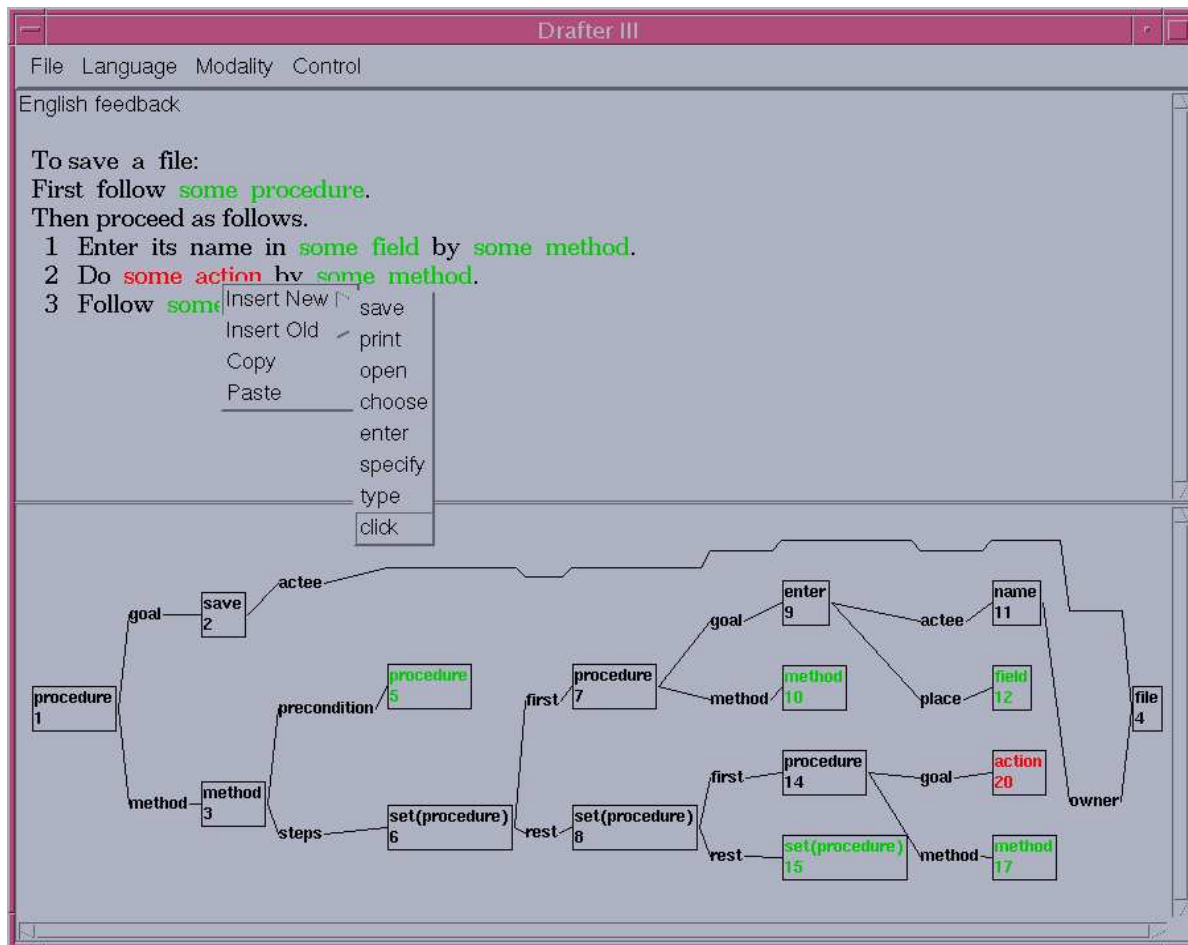 Drafter III
File Language Modality Control
English feedback
To save a file:
First follow some procedure.
Then proceed as follows.
1 Enter its name in some field by some method.
2 Do some action by some method.
3 Follow some
Insert New
Insert Old
Copy
Paste
save
print
open
choose
enter
specify
type
click
actee
goal
save
2
enter
9
name
11
goal
actee
procedure
1
precondition
procedure
5
first
procedure
7
method
method
10
place
field
12
file
4
method
method
3
steps
set(procedure)
6
rest
set(procedure)
8
first
procedure
14
goal
action
20
owner
rest
set(procedure)
15
method
method
17